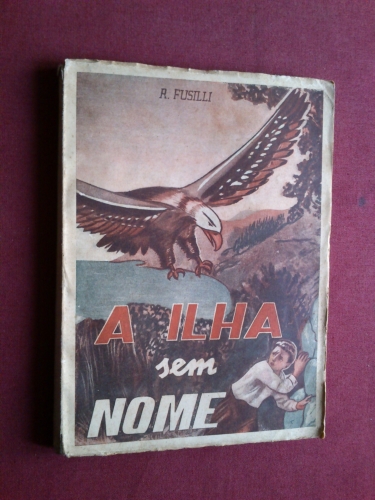 R. FUSILLI
A ILHA
sem
NOME